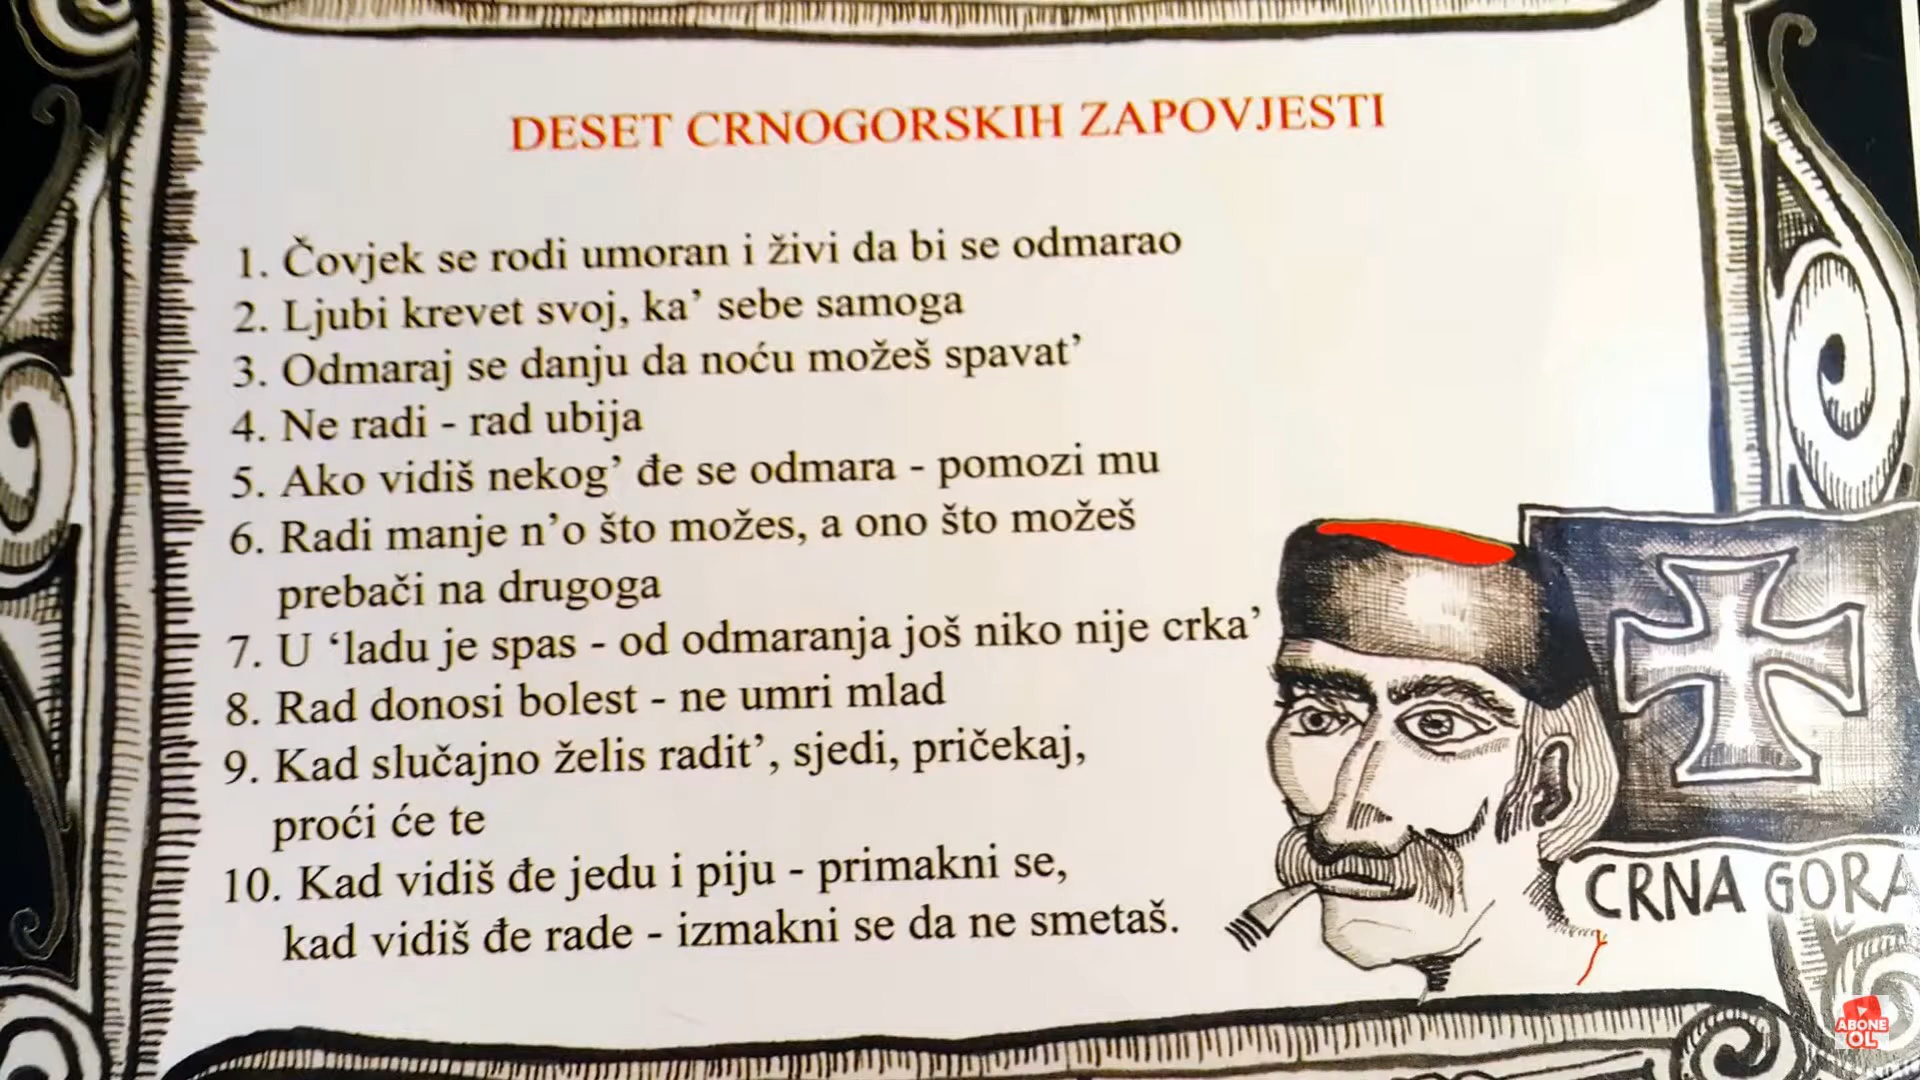 DESET CRNOGORSKIH ZAPOVJESTI
1. Čovjek se rodi umoran i živi da bi se odmarao
2. Ljubi krevet svoj, ka’ sebe samoga
3. Odmaraj se danju da noću možeš spavat’
4. Ne radi - rad ubija
5. Ako vidiš nekog’ đe se odmara - pomozi mu
6. Radi manje n’o što možes, a ono što možeš
prebači na drugoga
7. U ‘ladu je spas - od odmaranja još niko nije crka’
8. Rad donosi bolest - ne umri mlad
9. Kad slučajno želis radit’, sjedi, pričekaj,
proći će te
10. Kad vidiš đe jedu i piju - primakni se,
kad vidiš đe rade - izmakni se da ne smetaš.
CRNA GORA
ABONE
OL